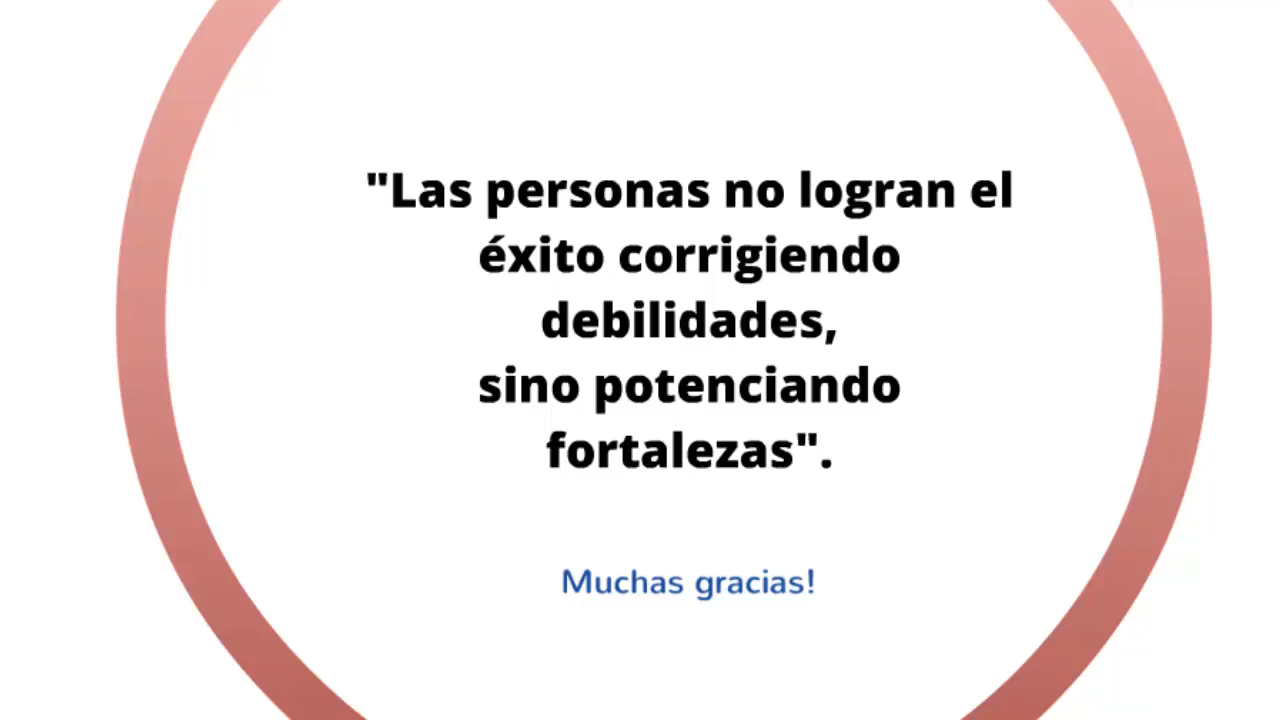 "Las personas no logran el
éxito corrigiendo
debilidades,
sino potenciando
fortalezas".
Muchas gracias!